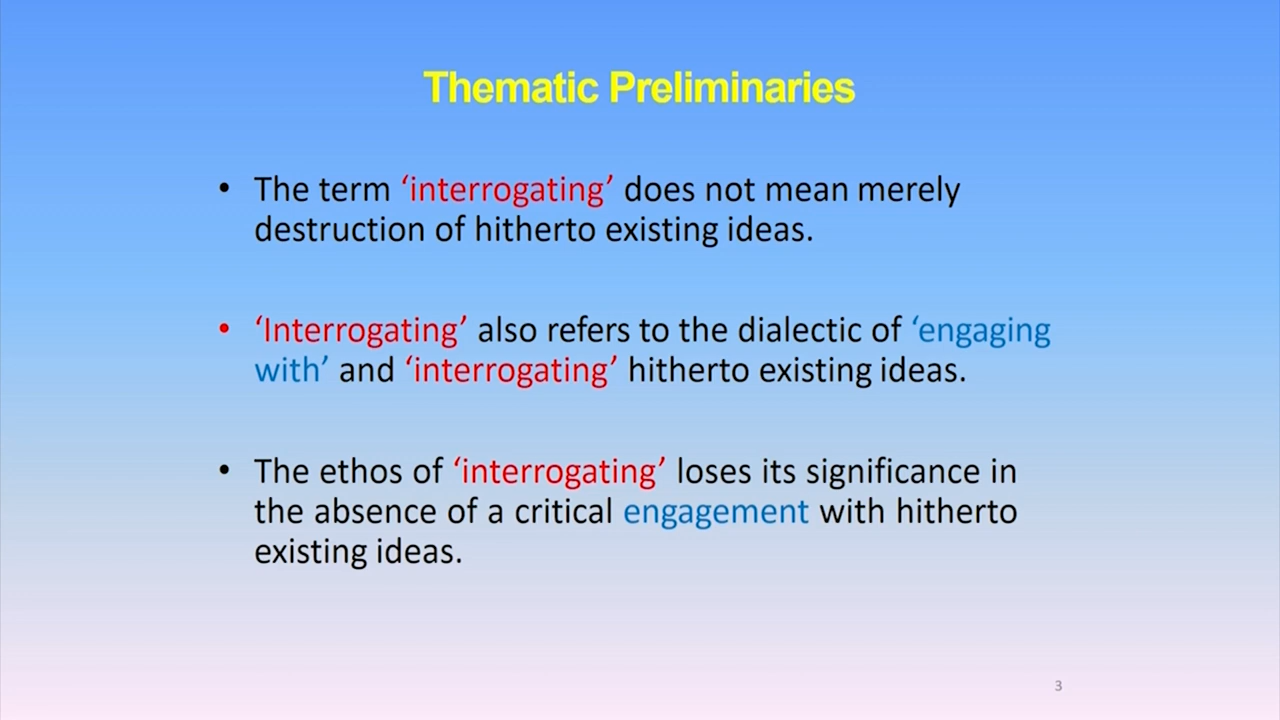 Thematic Preliminaries
• The term ‘interrogating’ does not mean merely
destruction of hitherto existing ideas.
• ‘Interrogating’ also refers to the dialectic of ‘engaging
with’ and ‘interrogating’ hitherto existing ideas.
• The ethos of ‘interrogating’ loses its significance in
the absence of a critical engagement with hitherto
existing ideas.
3